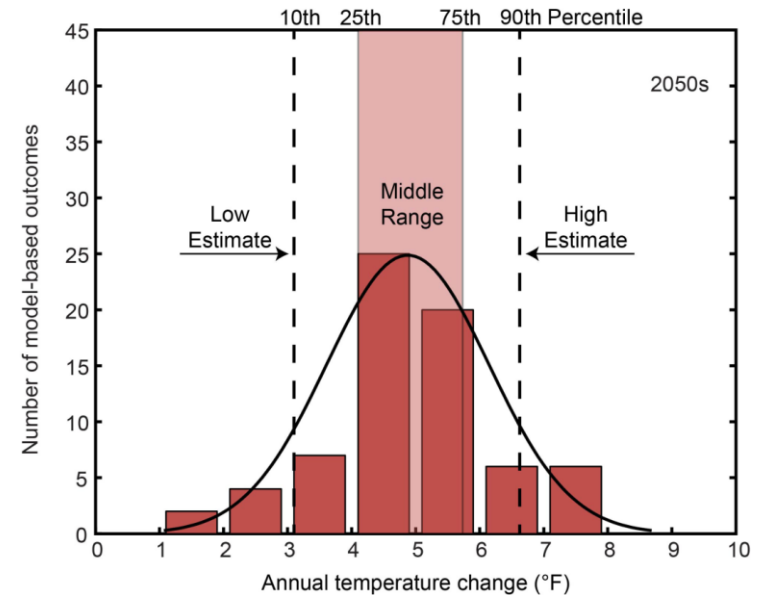 10th 25th 75th 90th Percentile
45
40
35
30
25
20
15
10
5
0
2050s
Middle
Range
Low
Estimate
High
Estimate
Number of model-based outcomes
0 1 2 3 4 5 6 7 8 9 10
Annual temperature change (°F)